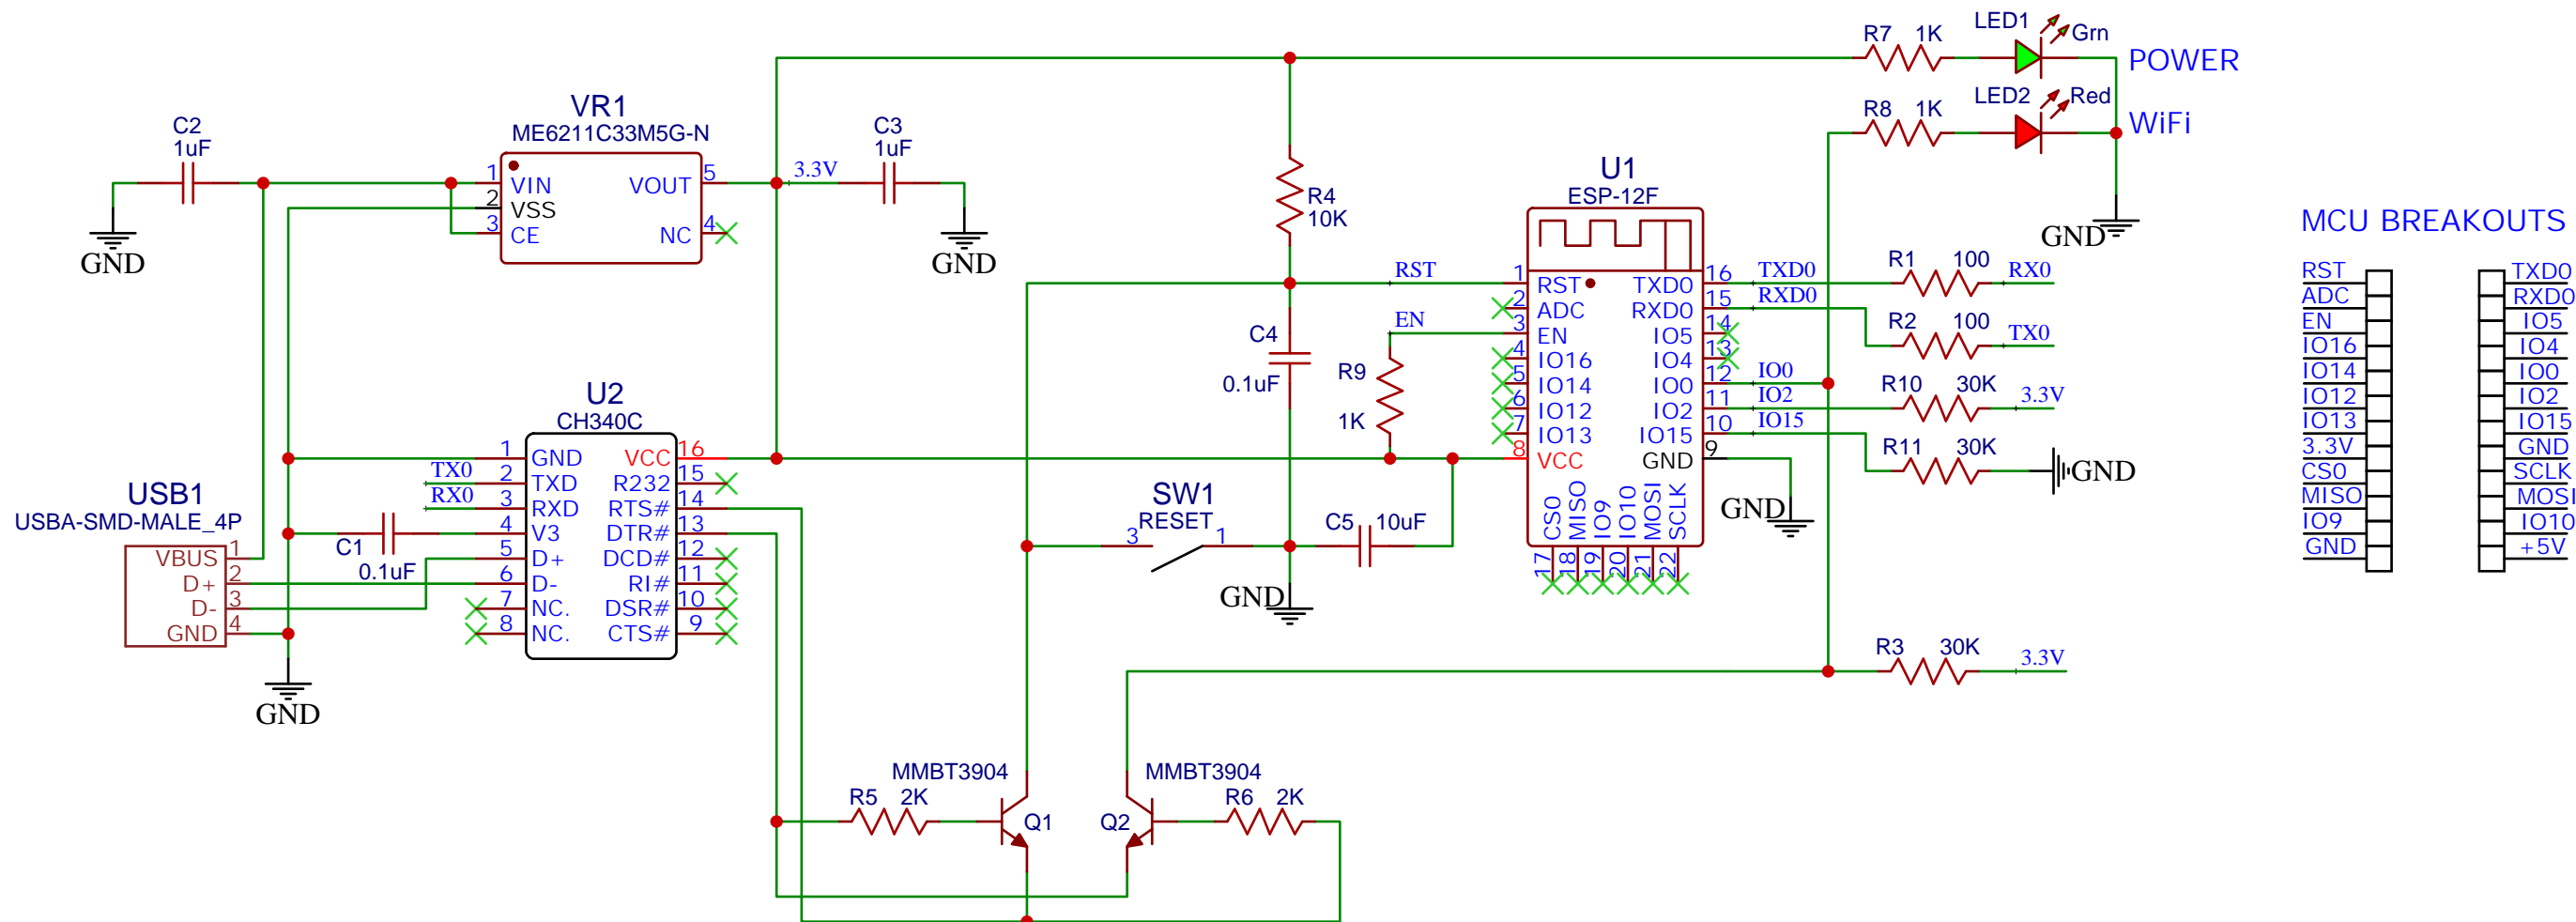 C2
1uF
GND
VR1
ME6211C33M5G-N
1 VIN
2 VSS
3 CE
VOUT 5
NC 4
3.3V
C3
1uF
GND
U2
CH340C
1 GND
2 TXD
3 RXD
4 V3
5 D+
6 D-
7 NC.
8 NC.
VCC 16
R232 15
RTS# 14
DTR# 13
DCD# 12
RI# 11
DSR# 10
CTS# 9
TX0
RX0
USB1
USBA-SMD-MALE_4P
VBUS 1
D+ 2
D- 3
GND 4
C1
0.1uF
GND
R4
10K
C4
0.1uF
RST
EN
R9
1K
SW1
RESET
3
1
C5 10uF
GND
U1
ESP-12F
1 RST
2 ADC
3 EN
4 IO16
5 IO14
6 IO12
7 IO13
8 VCC
TXD0 16
RXD0 15
IO5 14
IO4 13
IO0 12
IO2 11
IO15 10
GND 9
CS0 MISO IO9 IO10 MOSI SCLK
17 18 19 20 21 22
GND
TXD0
RXD0
IO0
IO2
IO15
R7 1K
LED1
Grn
POWER
R8 1K
LED2
Red
WiFi
GND
R1 100 RX0
R2 100 TX0
R10 30K 3.3V
R11 30K
GND
R3 30K 3.3V
MMBT3904
R5 2K
Q1
MMBT3904
Q2
R6 2K
MCU BREAKOUTS
RST
ADC
EN
IO16
IO14
IO12
IO13
3.3V
CS0
MISO
IO9
GND
TXD0
RXD0
IO5
IO4
IO0
IO2
IO15
GND
SCLK
MOSI
IO10
+5V